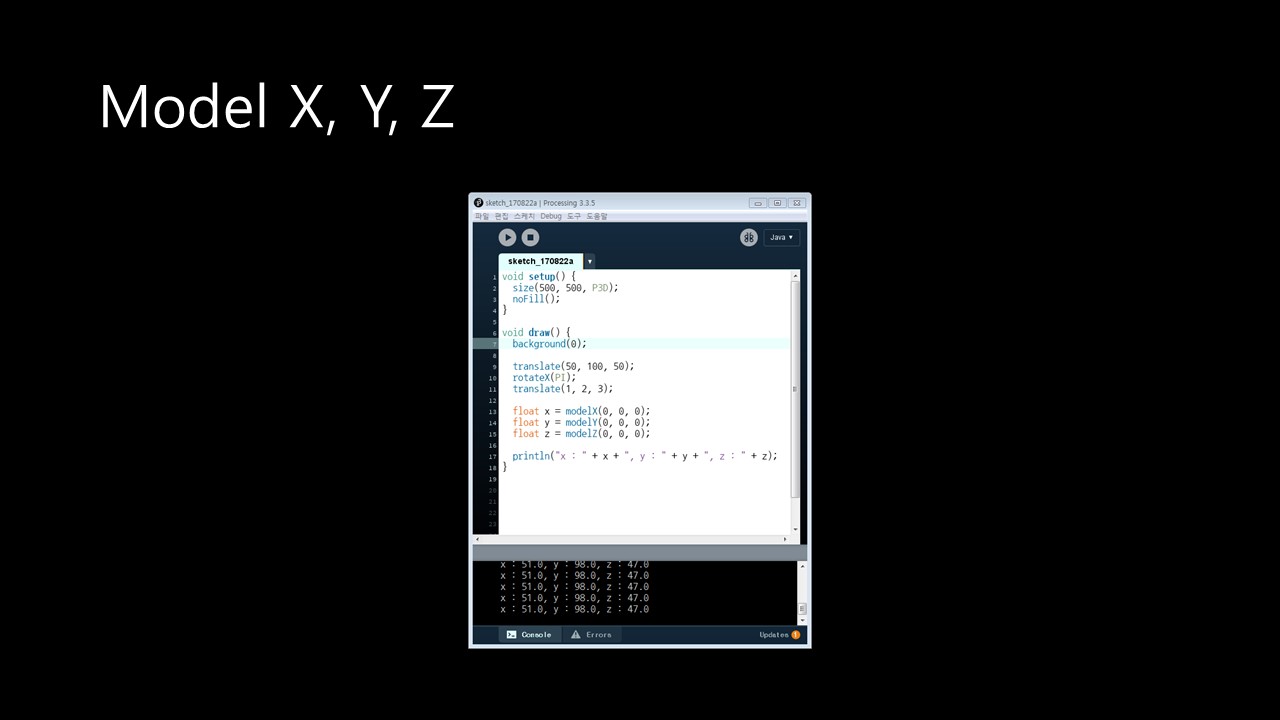 Model X, Y, Z
sketch_170822a | Processing 3.3.5
파일 편집 스케치 Debug 도구 도움말
Java ▾
sketch_170822a ▾
1 void setup() {
2 size(500, 500, P3D);
3 noFill();
4 }
5
6 void draw() {
7 background(0);
8
9 translate(50, 100, 50);
10 rotateX(PI);
11 translate(1, 2, 3);
12
13 float x = modelX(0, 0, 0);
14 float y = modelY(0, 0, 0);
15 float z = modelZ(0, 0, 0);
16
17 println("x : " + x + ", y : " + y + ", z : " + z);
18 }
19
20
21
22
23
x : 51.0, y : 98.0, z : 47.0
x : 51.0, y : 98.0, z : 47.0
x : 51.0, y : 98.0, z : 47.0
x : 51.0, y : 98.0, z : 47.0
x : 51.0, y : 98.0, z : 47.0
Console Errors Updates 1